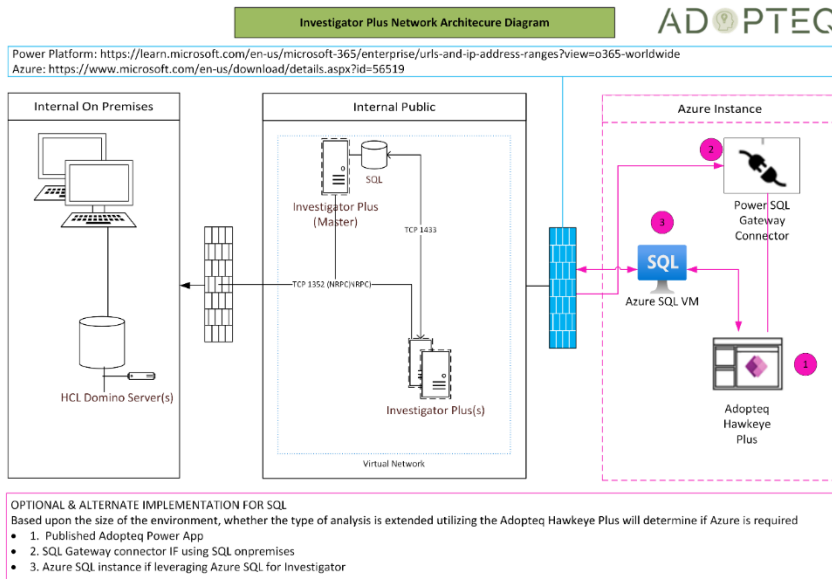 Investigator Plus Network Architecure Diagram
ADOPTEQ
Power Platform: https://learn.microsoft.com/en-us/microsoft-365/enterprise/urls-and-ip-address-ranges?view=o365-worldwide
Azure: https://www.microsoft.com/en-us/download/details.aspx?id=56519
Internal On Premises
HCL Domino Server(s)
Internal Public
SQL
Investigator Plus
(Master)
TCP 1433
TCP 1352 (NRPC)NRPC)
Investigator Plus(s)
Virtual Network
Azure Instance
2
Power SQL
Gateway
Connector
3
SQL
Azure SQL VM
1
Adopteq
Hawkeye
Plus
OPTIONAL & ALTERNATE IMPLEMENTATION FOR SQL
Based upon the size of the environment, whether the type of analysis is extended utilizing the Adopteq Hawkeye Plus will determine if Azure is required
• 1. Published Adopteq Power App
• 2. SQL Gateway connector IF using SQL onpremises
• 3. Azure SQL instance if leveraging Azure SQL for Investigator